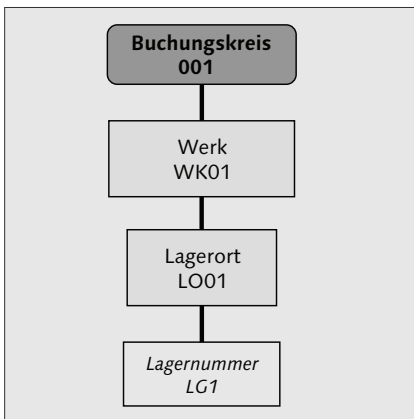 Buchungskreis
001
Werk
WK01
Lagerort
LO01
Lagernummer
LG1